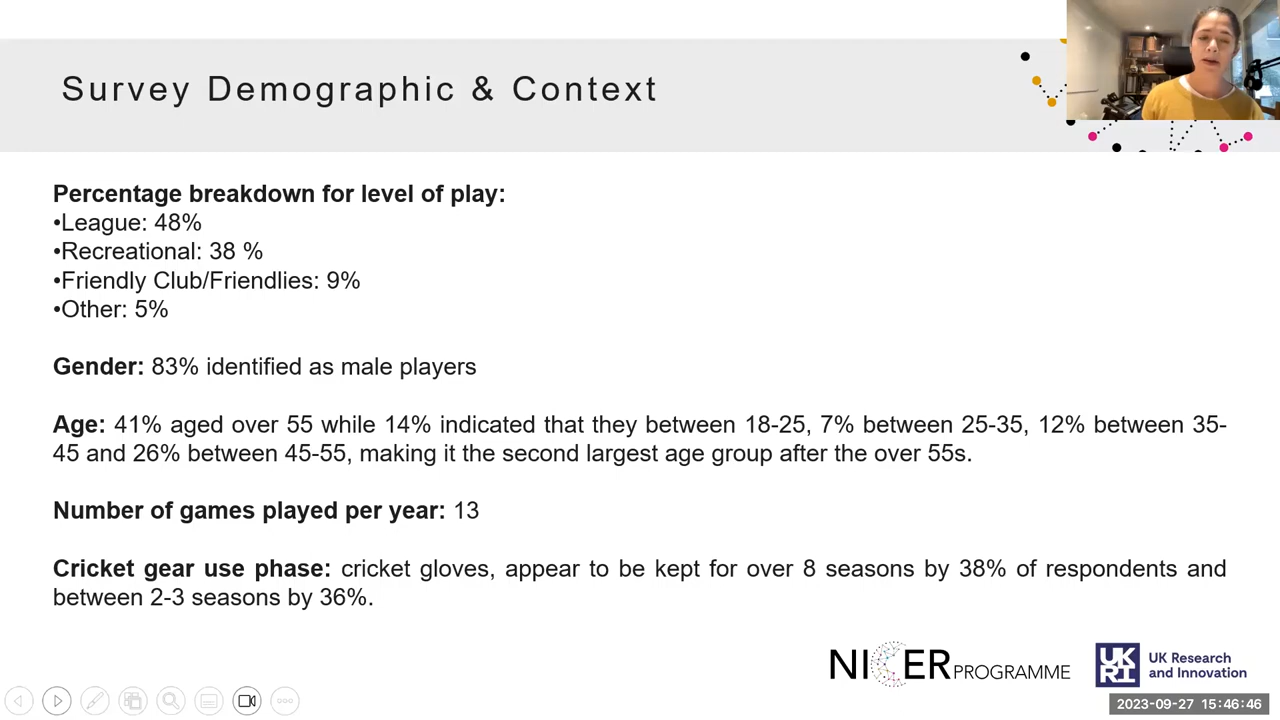 Survey Demographic & Context
Percentage breakdown for level of play:
•League: 48%
•Recreational: 38 %
•Friendly Club/Friendlies: 9%
•Other: 5%
Gender: 83% identified as male players
Age: 41% aged over 55 while 14% indicated that they between 18-25, 7% between 25-35, 12% between 35-
45 and 26% between 45-55, making it the second largest age group after the over 55s.
Number of games played per year: 13
Cricket gear use phase: cricket gloves, appear to be kept for over 8 seasons by 38% of respondents and
between 2-3 seasons by 36%.
NICER PROGRAMME
UK
RI
UK Research
and Innovation
2023-09-27 15:46:46